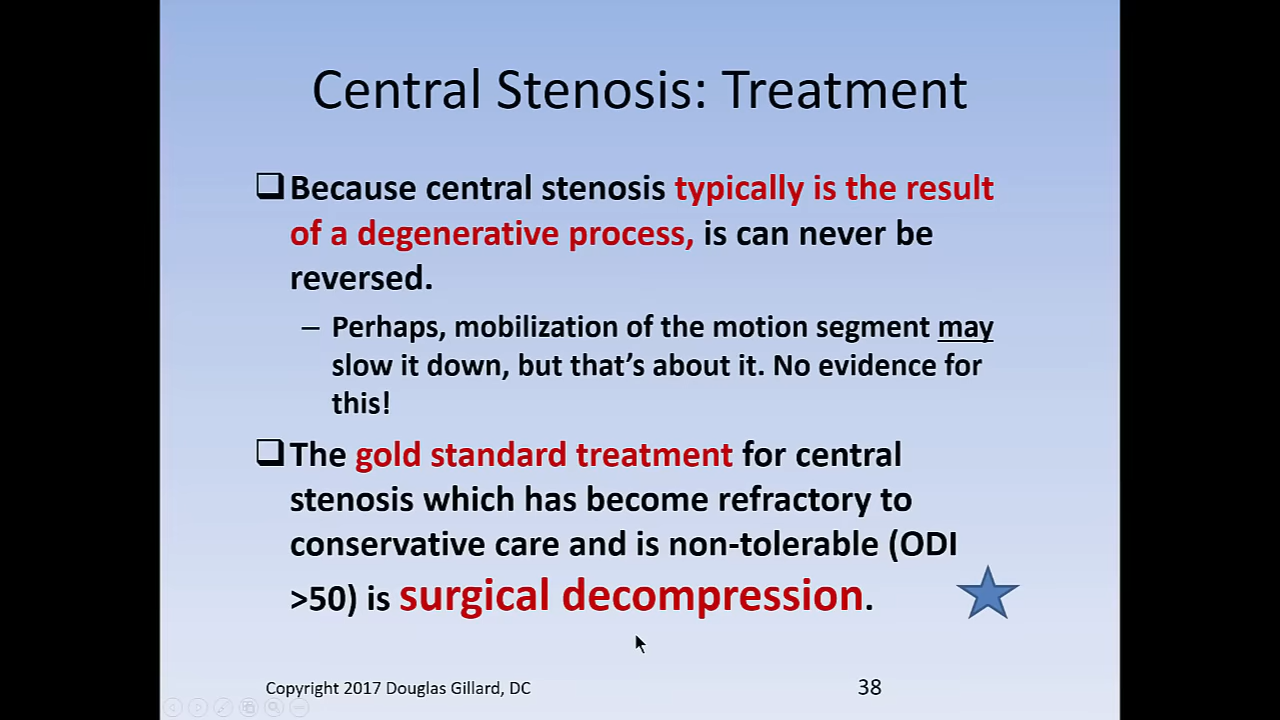 Central Stenosis: Treatment
❑Because central stenosis typically is the result
of a degenerative process, is can never be
reversed.
– Perhaps, mobilization of the motion segment may
slow it down, but that’s about it. No evidence for
this!
❑The gold standard treatment for central
stenosis which has become refractory to
conservative care and is non-tolerable (ODI
>50) is surgical decompression.
Copyright 2017 Douglas Gillard, DC
38